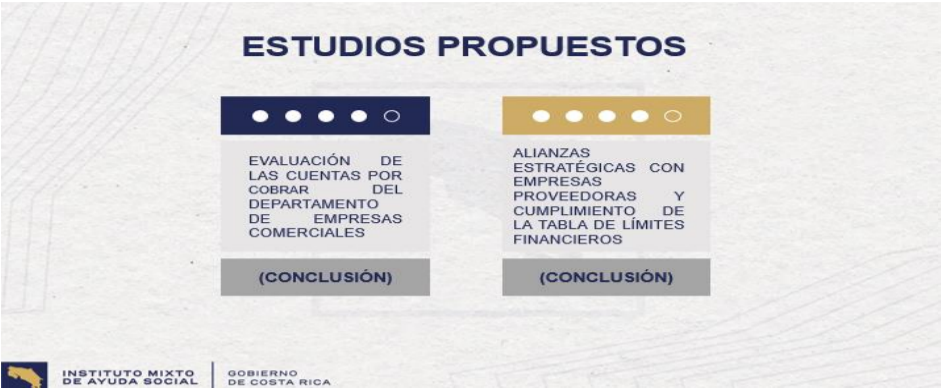 ESTUDIOS PROPUESTOS
EVALUACIÓN DE
LAS CUENTAS POR
COBRAR DEL
DEPARTAMENTO
DE EMPRESAS
COMERCIALES
(CONCLUSIÓN)
ALIANZAS
ESTRATÉGICAS CON
EMPRESAS
PROVEEDORAS Y
CUMPLIMIENTO DE
LA TABLA DE LÍMITES
FINANCIEROS
(CONCLUSIÓN)
INSTITUTO MIXTO
DE AYUDA SOCIAL
GOBIERNO
DE COSTA RICA